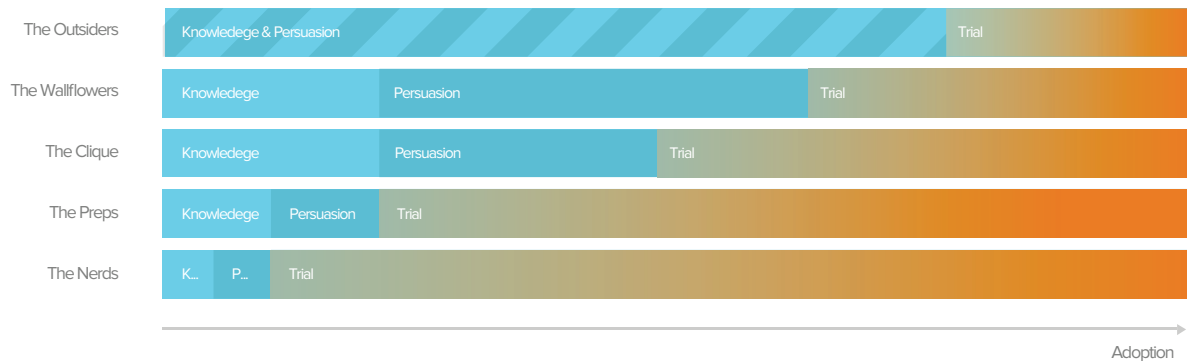 The Outsiders Knowledege & Persuasion Trial
The Wallflowers Knowledege Persuasion Trial
The Clique Knowledege Persuasion Trial
The Preps Knowledege Persuasion Trial
The Nerds K... P... Trial
Adoption